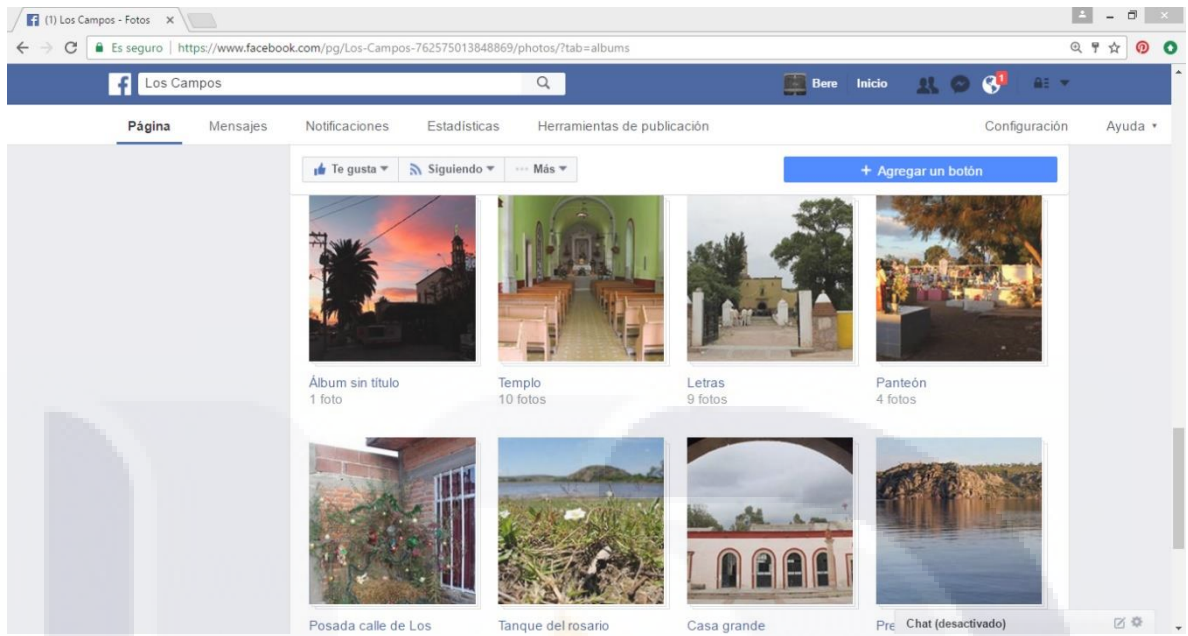 (1) Los Campos - Fotos
Es seguro | https://www.facebook.com/pg/Los-Campos-762575013848869/photos/?tab=albums
Los Campos
Bere Inicio 1
Página Mensajes Notificaciones Estadísticas Herramientas de publicación Configuración Ayuda
Te gusta Siguiendo Más + Agregar un botón
Álbum sin título Templo Letras Panteón
1 foto 10 fotos 9 fotos 4 fotos
Posada calle de Los Tanque del rosario Casa grande
Chat (desactivado)